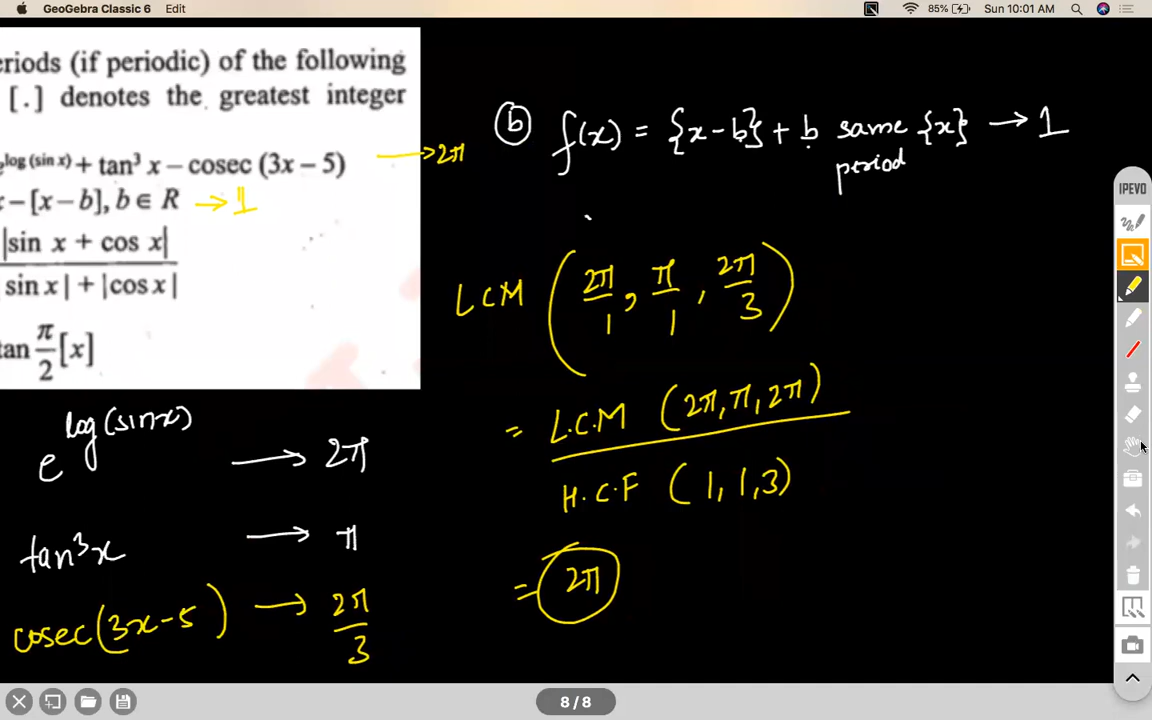 GeoGebra Classic 6 Edit
85% Sun 10:01 AM
eriods (if periodic) of the following
[.] denotes the greatest integer
e^log(sin x) + tan³ x – cosec (3x – 5) → 2π
x – [x – b], b ∈ R → 1
|sin x + cos x|
sin x| + |cos x|
tan π/2 [x]
e^log(sinx) → 2π
tan³x → π
cosec(3x-5) → 2π/3
ⓑ f(x) = {x-b} + b same {x} → 1
period
LCM (2π/1, π/1, 2π/3)
= L.C.M (2π, π, 2π)
H.C.F (1, 1, 3)
= 2π
IPEVO
8 / 8